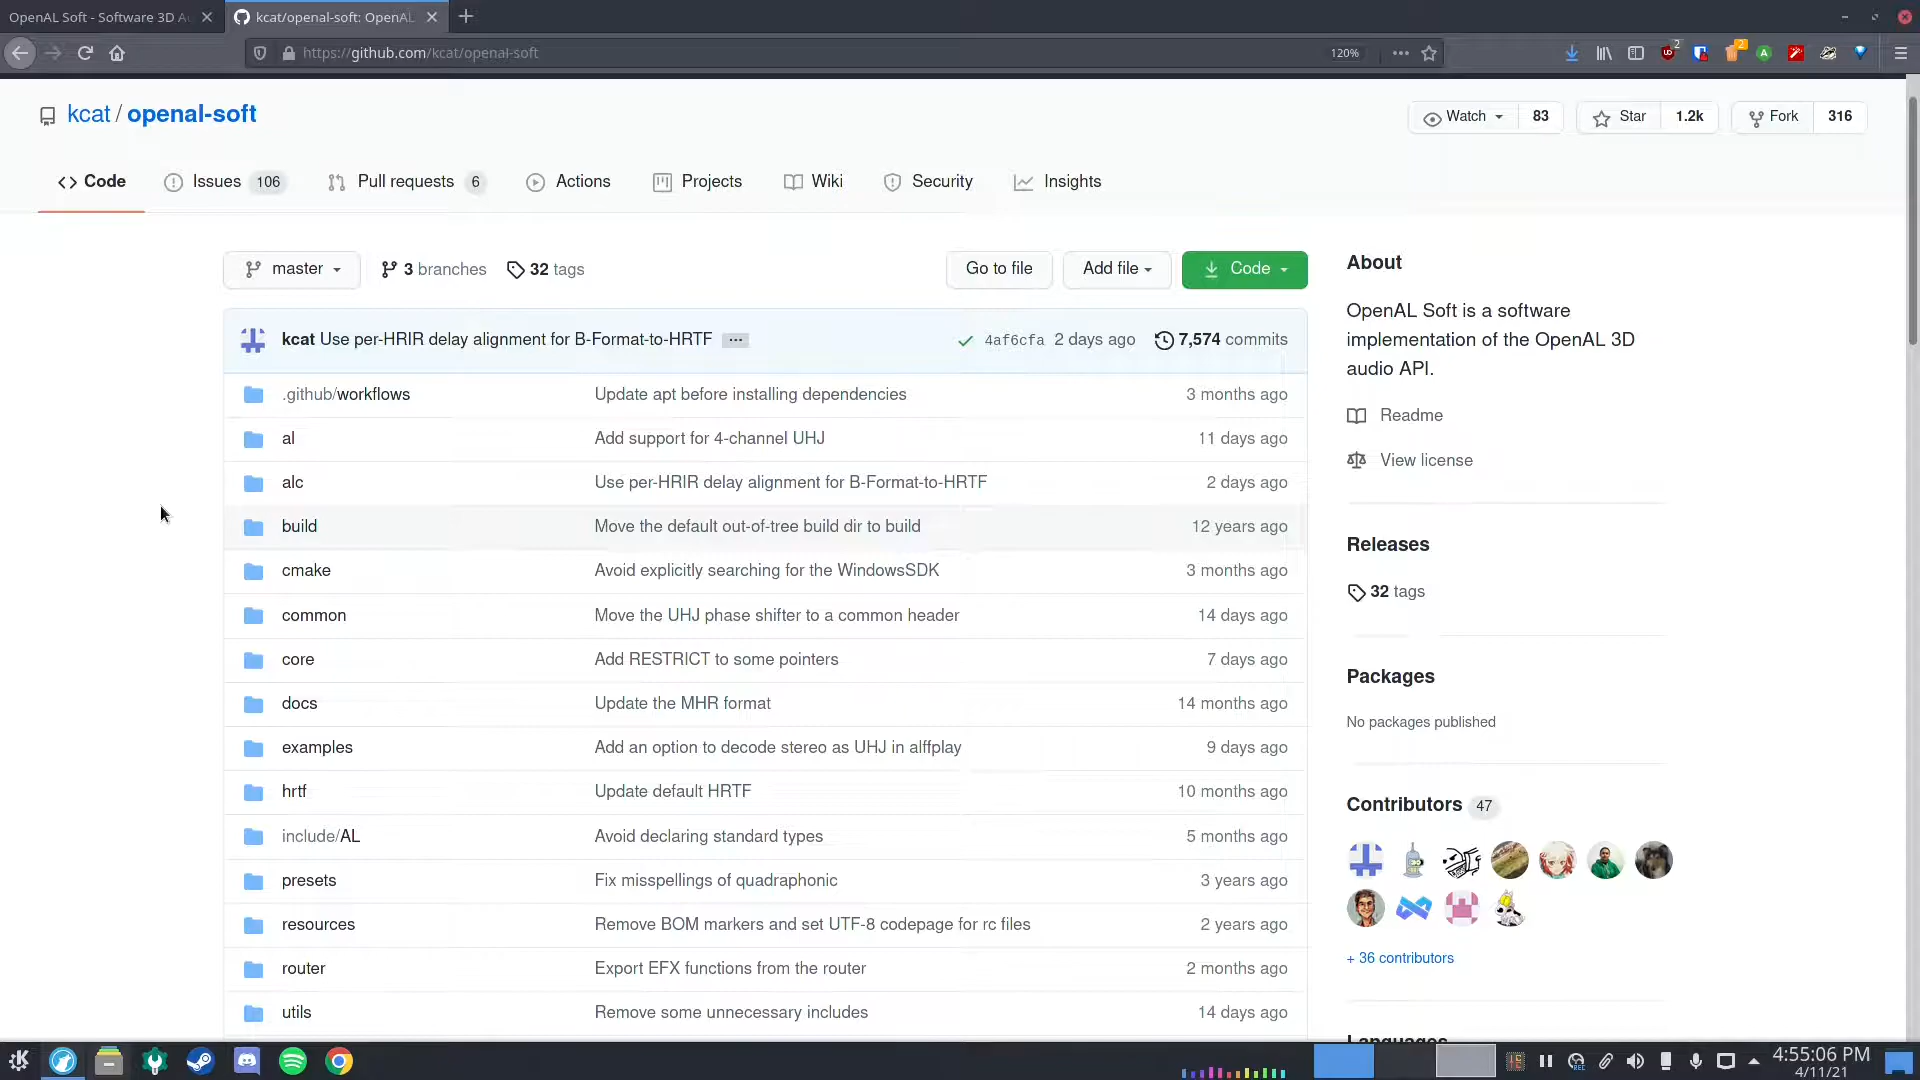 OpenAL Soft - Software 3D Au
kcat/openal-soft: OpenAL
https://github.com/kcat/openal-soft
120%
2
2
kcat / openal-soft
Watch 83
Star 1.2k
Fork 316
Code
Issues 106
Pull requests 6
Actions
Projects
Wiki
Security
Insights
master
3 branches
32 tags
Go to file
Add file
Code
kcat Use per-HRIR delay alignment for B-Format-to-HRTF ...
4af6cfa 2 days ago
7,574 commits
.github/workflows Update apt before installing dependencies 3 months ago
al Add support for 4-channel UHJ 11 days ago
alc Use per-HRIR delay alignment for B-Format-to-HRTF 2 days ago
build Move the default out-of-tree build dir to build 12 years ago
cmake Avoid explicitly searching for the WindowsSDK 3 months ago
common Move the UHJ phase shifter to a common header 14 days ago
core Add RESTRICT to some pointers 7 days ago
docs Update the MHR format 14 months ago
examples Add an option to decode stereo as UHJ in alffplay 9 days ago
hrtf Update default HRTF 10 months ago
include/AL Avoid declaring standard types 5 months ago
presets Fix misspellings of quadraphonic 3 years ago
resources Remove BOM markers and set UTF-8 codepage for rc files 2 years ago
router Export EFX functions from the router 2 months ago
utils Remove some unnecessary includes 14 days ago
About
OpenAL Soft is a software
implementation of the OpenAL 3D
audio API.
Readme
View license
Releases
32 tags
Packages
No packages published
Contributors 47
+ 36 contributors
Languages
4:55:06 PM
4/11/21